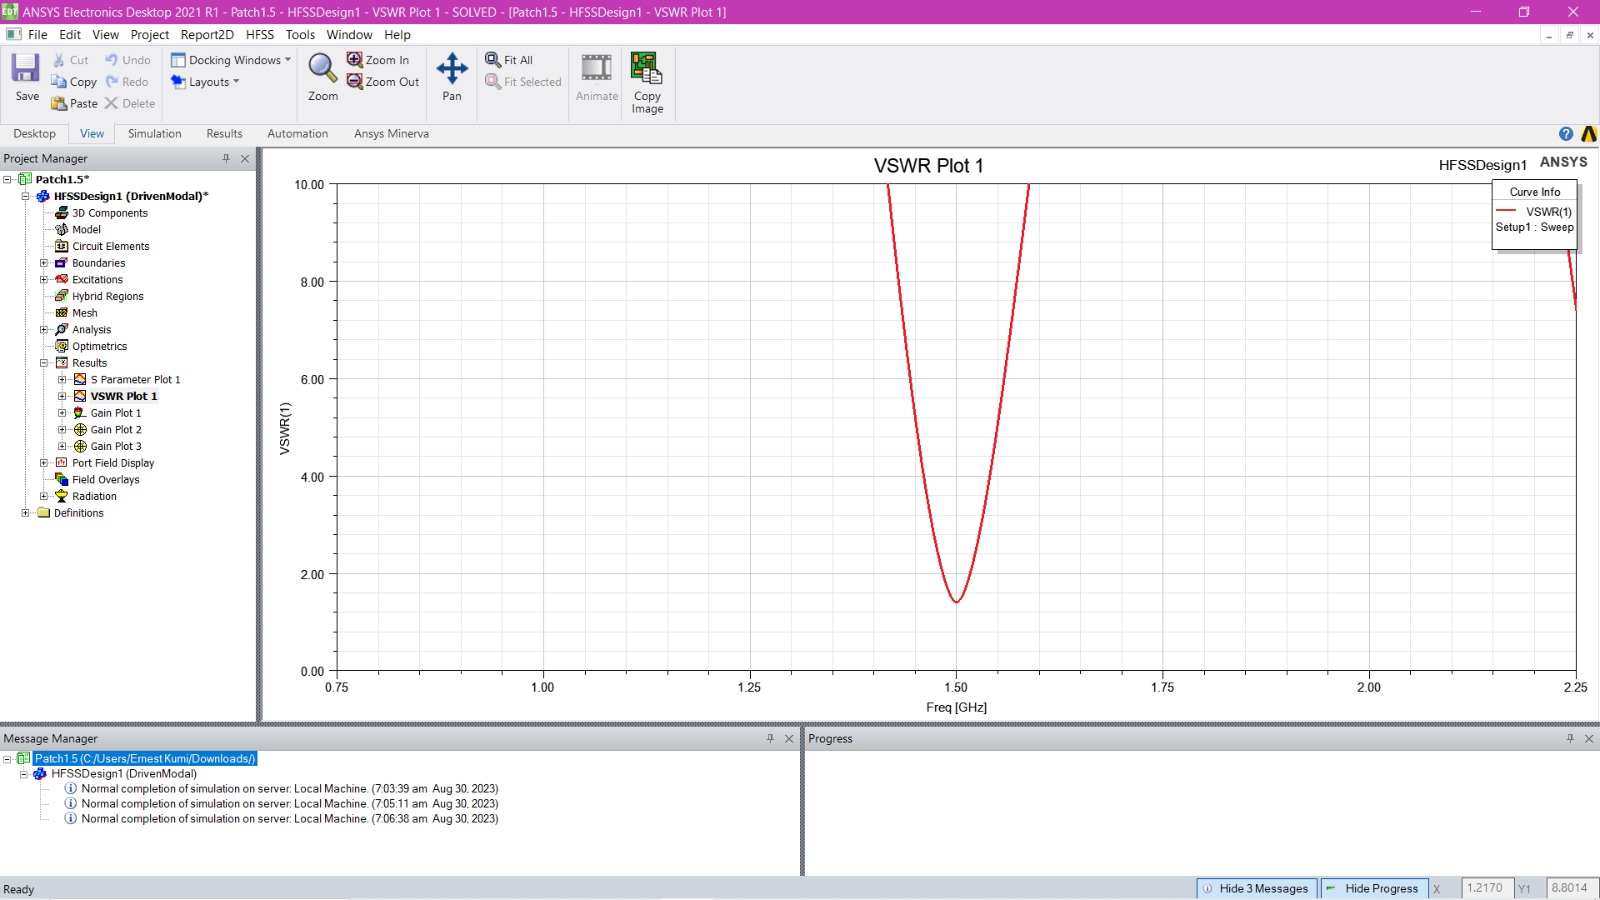 EDT ANSYS Electronics Desktop 2021 R1 - Patch1.5 - HFSSDesign1 - VSWR Plot 1 - SOLVED - [Patch1.5 - HFSSDesign1 - VSWR Plot 1]
File Edit View Project Report2D HFSS Tools Window Help
Save
Cut
Copy
Paste
Undo
Redo
Delete
Docking Windows
Layouts
Zoom
Zoom In
Zoom Out
Pan
Fit All
Fit Selected
Animate
Copy
Image
Desktop View Simulation Results Automation Ansys Minerva
Project Manager
Patch1.5*
HFSSDesign1 (DrivenModal)*
3D Components
Model
Circuit Elements
Boundaries
Excitations
Hybrid Regions
Mesh
Analysis
Optimetrics
Results
S Parameter Plot 1
VSWR Plot 1
Gain Plot 1
Gain Plot 2
Gain Plot 3
Port Field Display
Field Overlays
Radiation
Definitions
VSWR Plot 1
HFSSDesign1 ANSYS
Curve Info
VSWR(1)
Setup1 : Sweep
VSWR(1)
10.00
8.00
6.00
4.00
2.00
0.00
0.75 1.00 1.25 1.50 1.75 2.00 2.25
Freq [GHz]
Message Manager
Patch1.5 (C:/Users/Ernest Kumi/Downloads/)
HFSSDesign1 (DrivenModal)
Normal completion of simulation on server: Local Machine. (7:03:39 am Aug 30, 2023)
Normal completion of simulation on server: Local Machine. (7:05:11 am Aug 30, 2023)
Normal completion of simulation on server: Local Machine. (7:06:38 am Aug 30, 2023)
Progress
Ready
Hide 3 Messages Hide Progress X 1.2170 Y1 8.8014